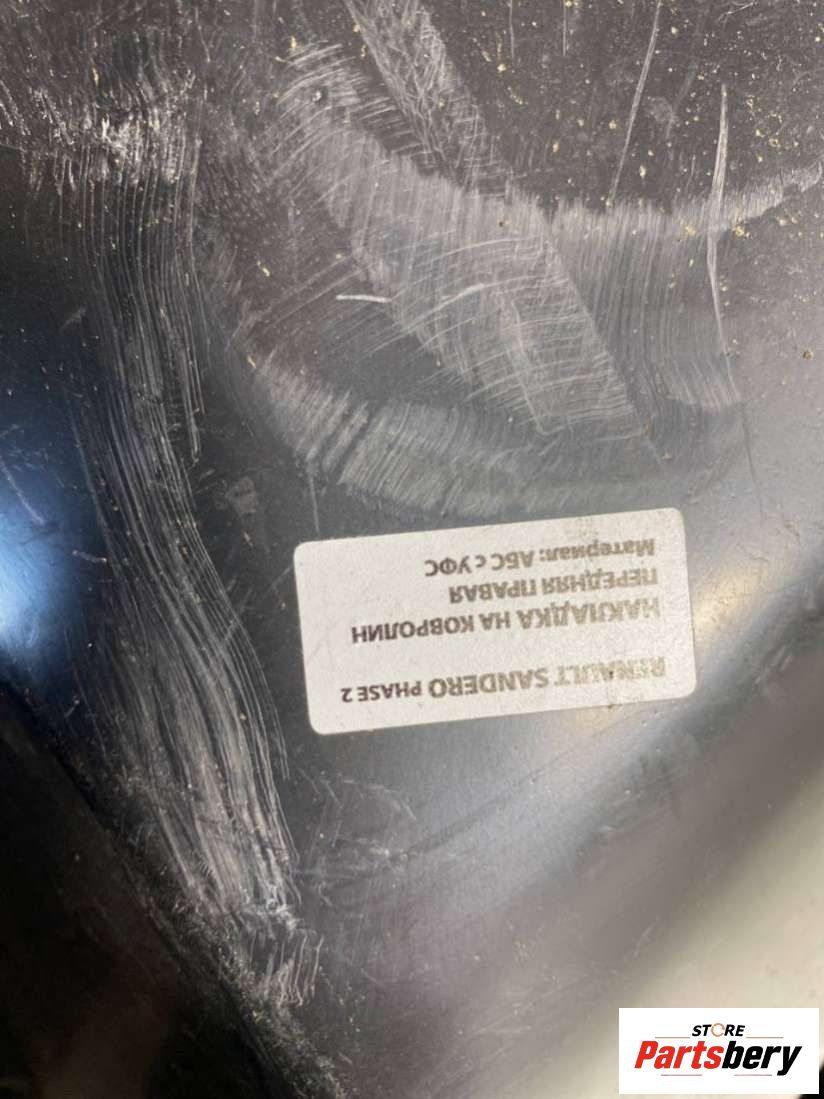 RENAULT SANDERO PHASE 2
НАКЛАДКА НА КОВРОЛИН
ПЕРЕДНЯЯ ПРАВАЯ
Материал: АБС с УФС
STORE
Partsbery